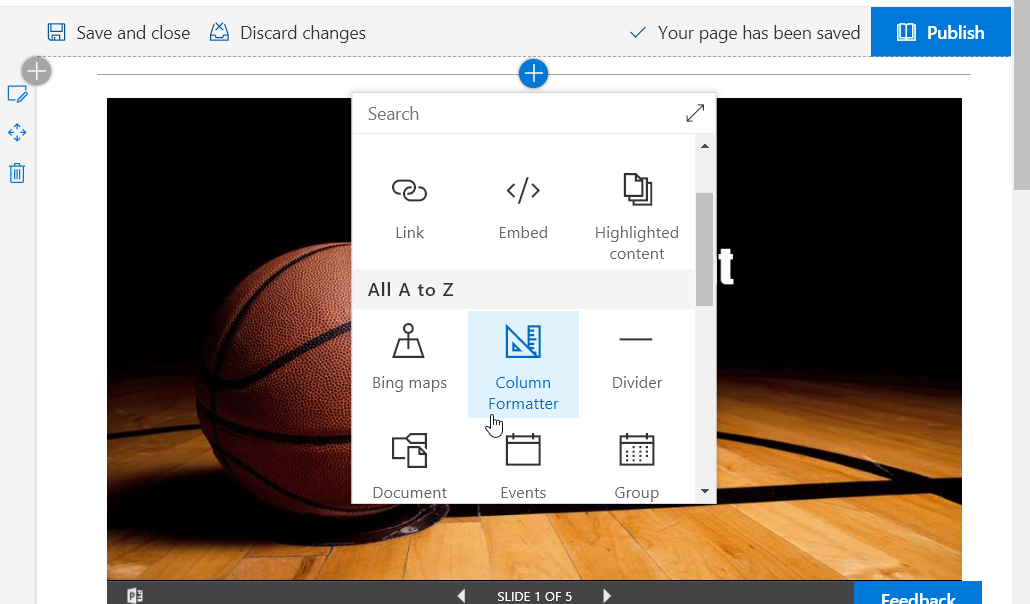 Save and close
Discard changes
Your page has been saved
Publish
Search
Link
Embed
Highlighted
content
t
All A to Z
Bing maps
Column
Formatter
Divider
Document
Events
Group
SLIDE 1 OF 5
Feedback